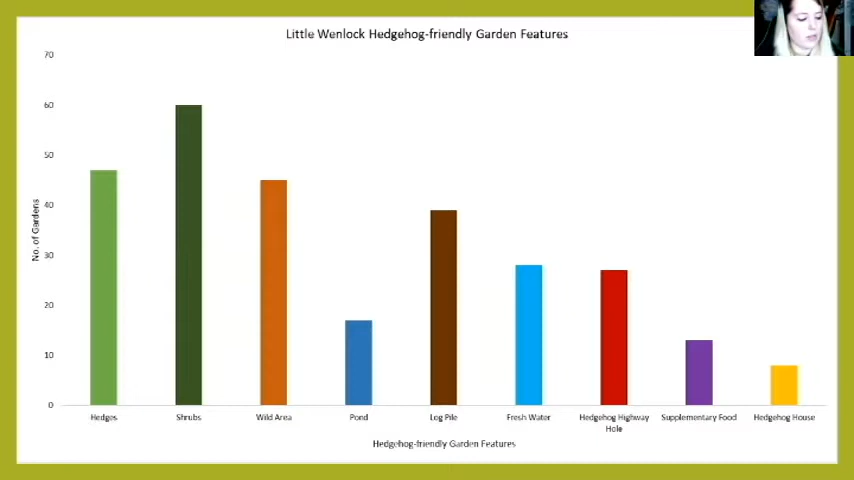 Little Wenlock Hedgehog-friendly Garden Features
70
60
50
40
30
20
10
0
No. of Gardens
Hedges
Shrubs
Wild Area
Pond
Log Pile
Fresh Water
Hedgehog Highway
Hole
Supplementary Food
Hedgehog House
Hedgehog-friendly Garden Features